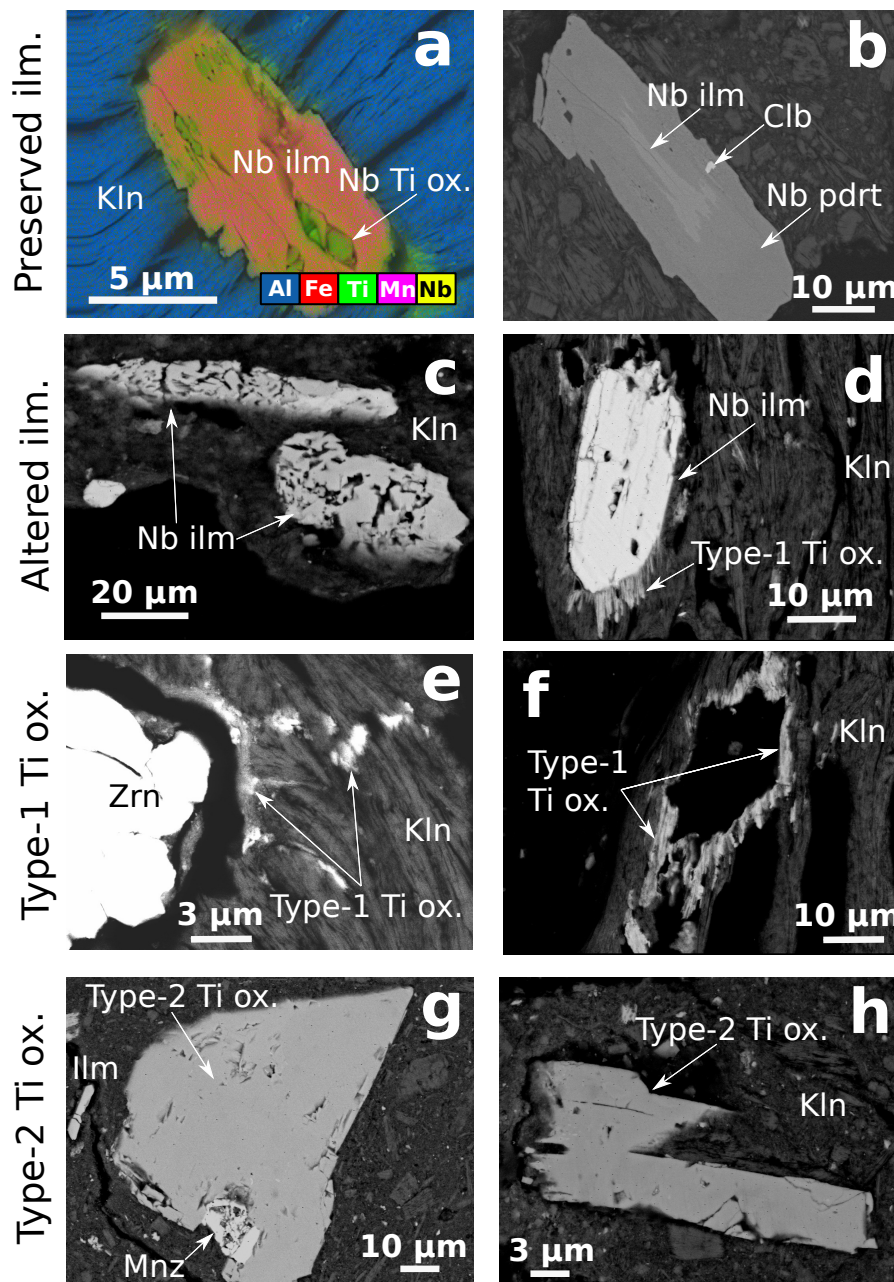 Preserved ilm.
a
Nb ilm
Nb Ti ox.
Kln
5 μm
Al Fe Ti Mn Nb
b
Nb ilm
Clb
Nb pdrt
10 μm
Altered ilm.
c
Kln
Nb ilm
20 μm
d
Nb ilm
Kln
Type-1 Ti ox.
10 μm
Type-1 Ti ox.
e
Zrn
Kln
Type-1 Ti ox.
3 μm
f
Kln
Type-1
Ti ox.
10 μm
Type-2 Ti ox.
g
Type-2 Ti ox.
Ilm
Mnz
10 μm
h
Type-2 Ti ox.
Kln
3 μm